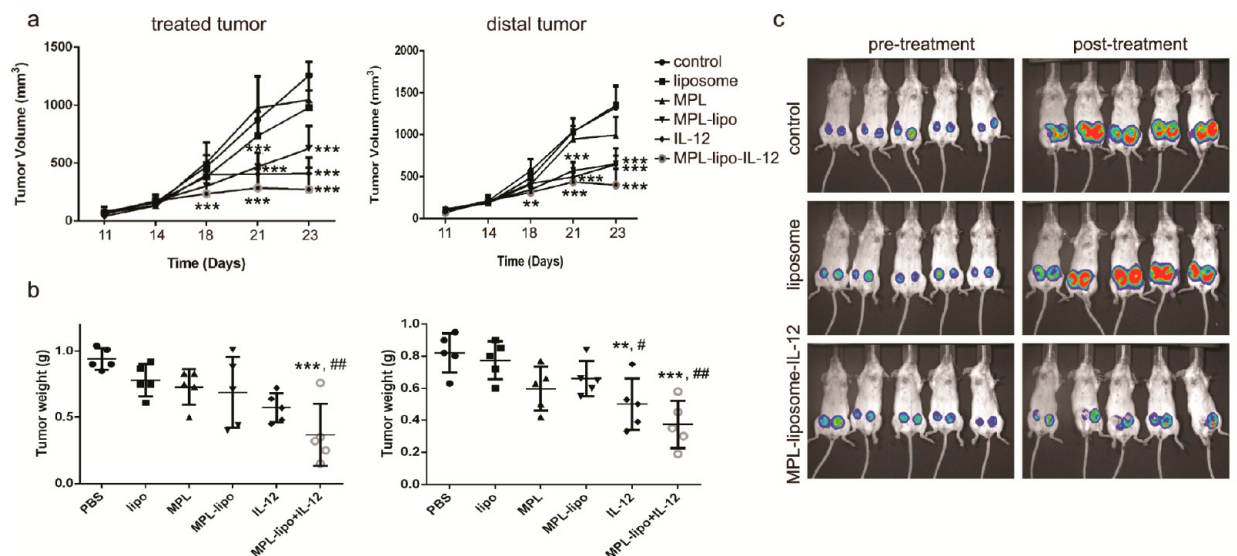 a
treated tumor
distal tumor
c
pre-treatment
post-treatment
Tumor Volume (mm3)
1500
1000
500
0
***
***
***
***
***
***
***
11
14
18
21
23
Time (Days)
Tumor Volume (mm3)
2000
1500
1000
500
0
***
***
***
***
***
***
**
11
14
18
21
23
Time (Days)
control
liposome
MPL
MPL-lipo
IL-12
MPL-lipo-IL-12
control
liposome
MPL-liposome-IL-12
b
Tumor weight (g)
1.0
0.5
0.0
***, ##
PBS
lipo
MPL
MPL-lipo
IL-12
MPL-lipo+IL-12
Tumor weight (g)
1.0
0.8
0.6
0.4
0.2
0.0
**, #
***, ##
PBS
lipo
MPL
MPL-lipo
IL-12
MPL-lipo+IL-12